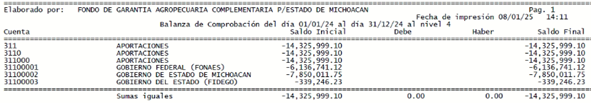 Elaborado por: FONDO DE GARANTIA AGROPECUARIA COMPLEMENTARIA P/ESTADO DE MICHOACAN Pag. 1
Fecha de impresión 08/01/25 14:11
Balanza de Comprobación del día 01/01/24 al día 31/12/24 al nivel 4
Cuenta Saldo Inicial Debe Haber Saldo Final
311 APORTACIONES -14,325,999.10 -14,325,999.10
3110 APORTACIONES -14,325,999.10 -14,325,999.10
311000 APORTACIONES -14,325,999.10 -14,325,999.10
31100001 GOBIERNO FEDERAL (FONAES) -6,136,741.12 -6,136,741.12
31100002 GOBIERNO DE ESTADO DE MICHOACAN -7,850,011.75 -7,850,011.75
31100003 GOBIERNO DEL ESTADO (FIDEGO) -339,246.23 -339,246.23
Sumas iguales -14,325,999.10 0.00 0.00 -14,325,999.10